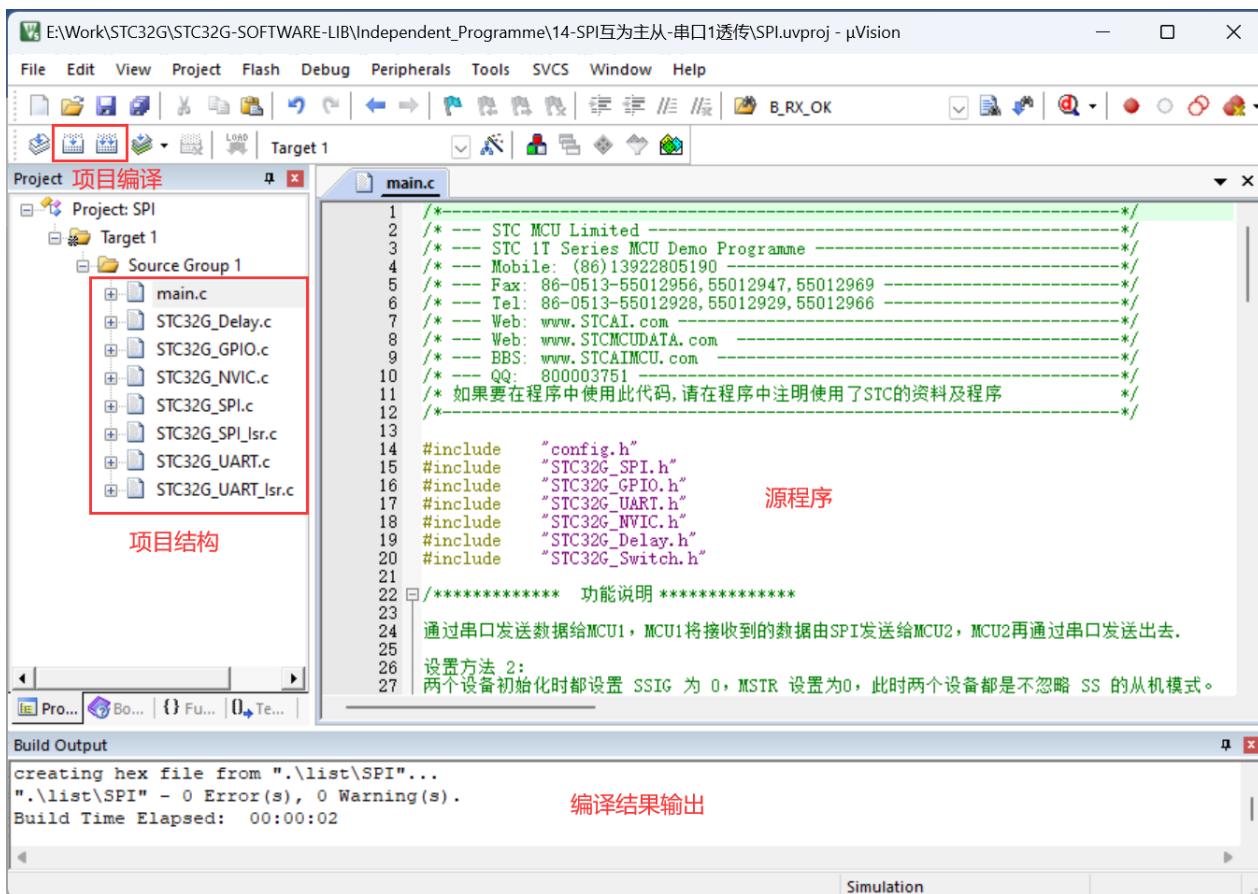 E:\Work\STC32G\STC32G-SOFTWARE-LIB\Independent_Programme\14-SPI互为主从-串口1透传\SPI.uvproj - µVision
File Edit View Project Flash Debug Peripherals Tools SVCS Window Help
B_RX_OK
LOAD Target 1
Project 项目编译
main.c
Project: SPI
Target 1
Source Group 1
main.c
STC32G_Delay.c
STC32G_GPIO.c
STC32G_NVIC.c
STC32G_SPI.c
STC32G_SPI_Isr.c
STC32G_UART.c
STC32G_UART_Isr.c
项目结构
Pro... Bo... {} Fu... Te...
1 /*---------------------------------------------------------------------*/
2 /* --- STC MCU Limited ------------------------------------------------*/
3 /* --- STC 1T Series MCU Demo Programme -------------------------------*/
4 /* --- Mobile: (86)13922805190 ----------------------------------------*/
5 /* --- Fax: 86-0513-55012956,55012947,55012969 ------------------------*/
6 /* --- Tel: 86-0513-55012928,55012929,55012966 ------------------------*/
7 /* --- Web: www.STCAI.com ---------------------------------------------*/
8 /* --- Web: www.STCMCUDATA.com  ---------------------------------------*/
9 /* --- BBS: www.STCAIMCU.com  -----------------------------------------*/
10 /* --- QQ:  800003751 -------------------------------------------------*/
11 /* 如果要在程序中使用此代码,请在程序中注明使用了STC的资料及程序 */
12 /*---------------------------------------------------------------------*/
13
14 #include "config.h"
15 #include "STC32G_SPI.h"
16 #include "STC32G_GPIO.h"
17 #include "STC32G_UART.h"
18 #include "STC32G_NVIC.h"
19 #include "STC32G_Delay.h"
20 #include "STC32G_Switch.h"
21
22 /************* 功能说明 **************
23
24 通过串口发送数据给MCU1，MCU1将接收到的数据由SPI发送给MCU2，MCU2再通过串口发送出去.
25
26 设置方法 2:
27 两个设备初始化时都设置 SSIG 为 0，MSTR 设置为0，此时两个设备都是不忽略 SS 的从机模式。
源程序
Build Output
creating hex file from ".\list\SPI"...
".\list\SPI" - 0 Error(s), 0 Warning(s).
Build Time Elapsed:  00:00:02
编译结果输出
Simulation